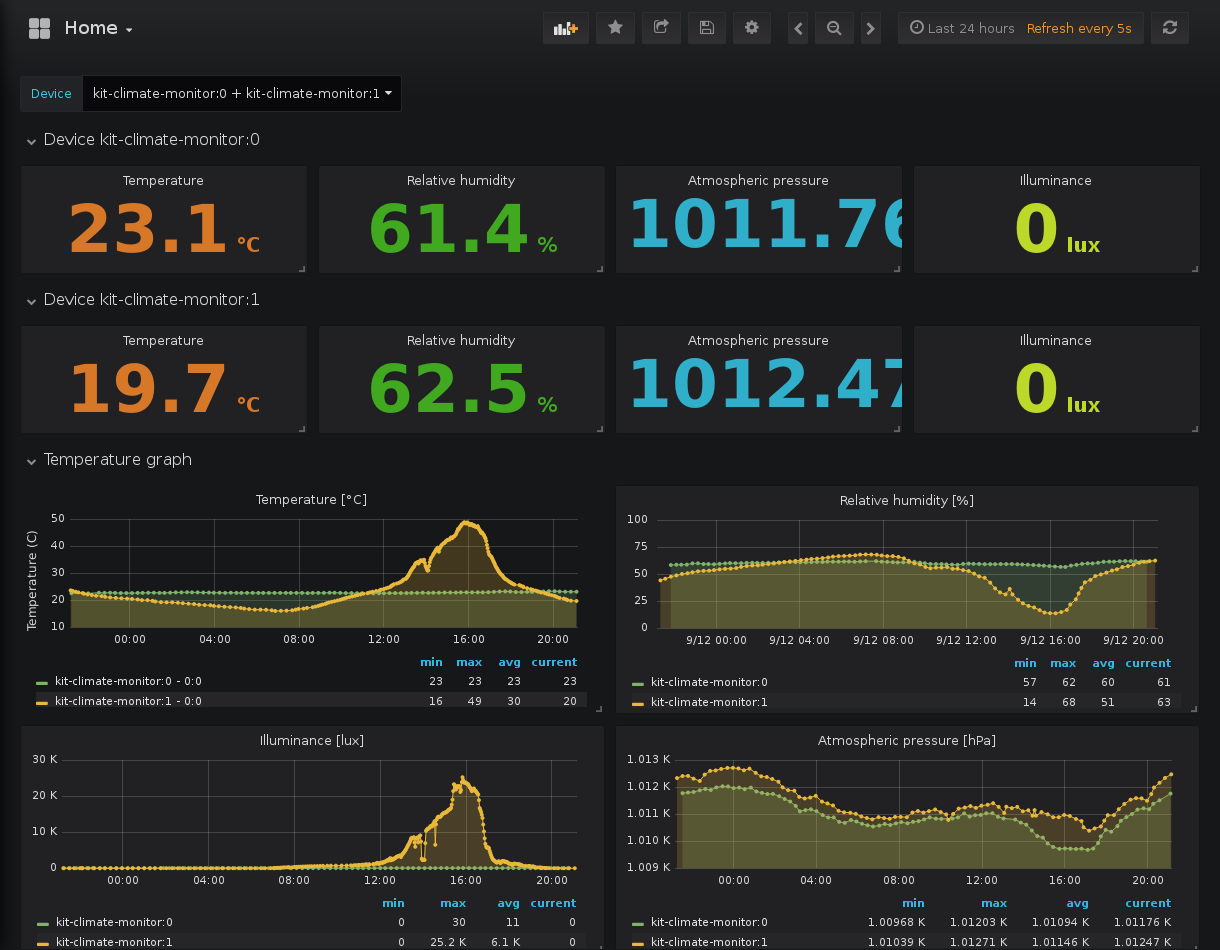 Home
Last 24 hours Refresh every 5s
Device kit-climate-monitor:0 + kit-climate-monitor:1
Device kit-climate-monitor:0
Temperature Relative humidity Atmospheric pressure Illuminance
23.1 °C 61.4 % 1011.76 0 lux
Device kit-climate-monitor:1
Temperature Relative humidity Atmospheric pressure Illuminance
19.7 °C 62.5 % 1012.47 0 lux
Temperature graph
Temperature [°C]
Temperature (C)
50
40
30
20
10
00:00 04:00 08:00 12:00 16:00 20:00
min max avg current
kit-climate-monitor:0 - 0:0 23 23 23 23
kit-climate-monitor:1 - 0:0 16 49 30 20
Relative humidity [%]
100
75
50
25
0
9/12 00:00 9/12 04:00 9/12 08:00 9/12 12:00 9/12 16:00 9/12 20:00
min max avg current
kit-climate-monitor:0 57 62 60 61
kit-climate-monitor:1 14 68 51 63
Illuminance [lux]
30 K
20 K
10 K
0
00:00 04:00 08:00 12:00 16:00 20:00
min max avg current
kit-climate-monitor:0 0 30 11 0
kit-climate-monitor:1 0 25.2 K 6.1 K 0
Atmospheric pressure [hPa]
1.013 K
1.012 K
1.011 K
1.010 K
1.009 K
00:00 04:00 08:00 12:00 16:00 20:00
min max avg current
kit-climate-monitor:0 1.00968 K 1.01203 K 1.01094 K 1.01176 K
kit-climate-monitor:1 1.01039 K 1.01271 K 1.01146 K 1.01247 K